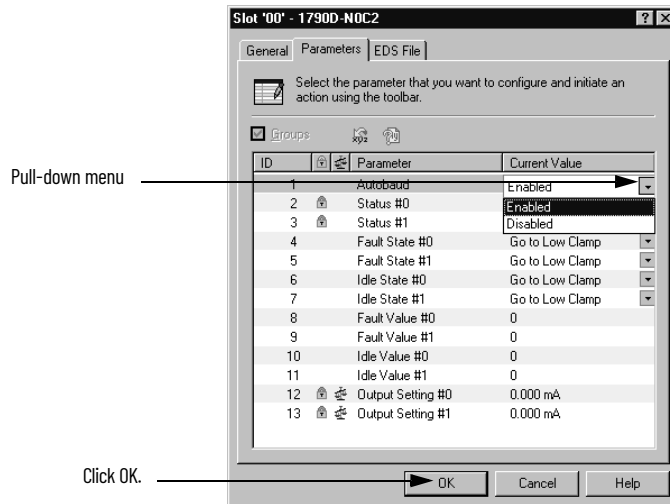 Slot '00' - 1790D-N0C2
General Parameters EDS File
Select the parameter that you want to configure and initiate an
action using the toolbar.
Groups
ID Parameter Current Value
Pull-down menu
1 Autobaud Enabled
Enabled
Disabled
2 Status #0
3 Status #1
4 Fault State #0 Go to Low Clamp
5 Fault State #1 Go to Low Clamp
6 Idle State #0 Go to Low Clamp
7 Idle State #1 Go to Low Clamp
8 Fault Value #0 0
9 Fault Value #1 0
10 Idle Value #0 0
11 Idle Value #1 0
12 Output Setting #0 0.000 mA
13 Output Setting #1 0.000 mA
Click OK.
OK Cancel Help